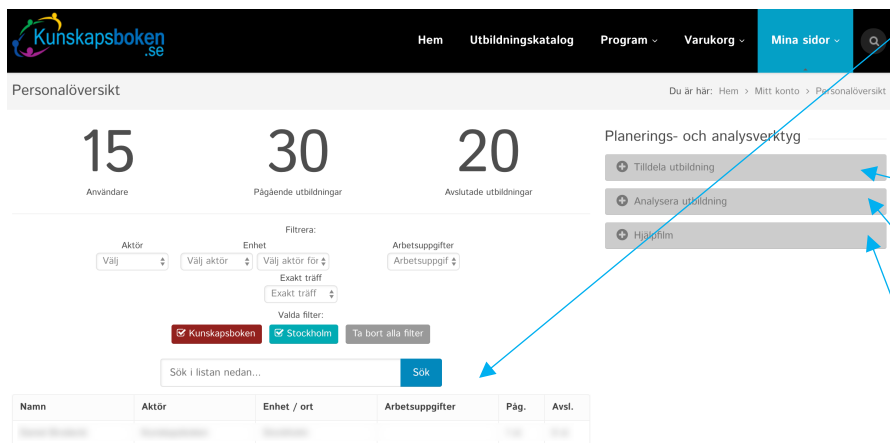 Kunskapsboken
.se
Hem Utbildningskatalog Program Varukorg Mina sidor
Personalöversikt
Du är här: Hem > Mitt konto > Personalöversikt
15 30 20
Användare Pågående utbildningar Avslutade utbildningar
Planerings- och analysverktyg
Tilldela utbildning
Analysera utbildning
Hjälpfilm
Filtrera:
Aktör Enhet Arbetsuppgifter
Välj Välj aktör Välj aktör för Arbetsuppgif
Exakt träff
Exakt träff
Valda filter:
Kunskapsboken Stockholm Ta bort alla filter
Sök i listan nedan... Sök
Namn Aktör Enhet / ort Arbetsuppgifter Påg. Avsl.